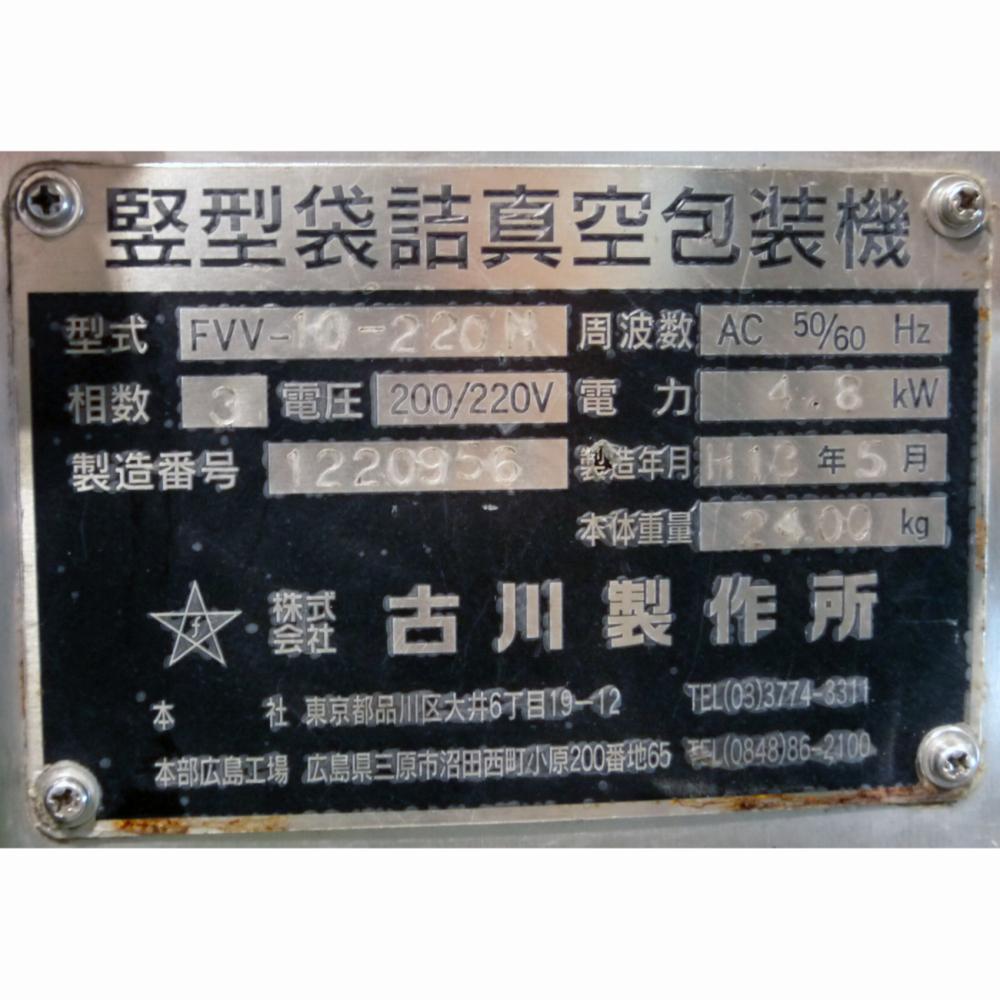 竪型袋詰真空包装機
型式 FVV-10-220M 周波数 AC 50/60 Hz
相数 3 電圧 200/220V 電力 4.8 kW
製造番号 1220956 製造年月 H13年5月
本体重量 2400 kg
f 株式会社 古川製作所
本社 東京都品川区大井6丁目19-12 TEL(03)3774-3311
本部広島工場 広島県三原市沼田西町小原200番地65 TEL(0848)86-2100